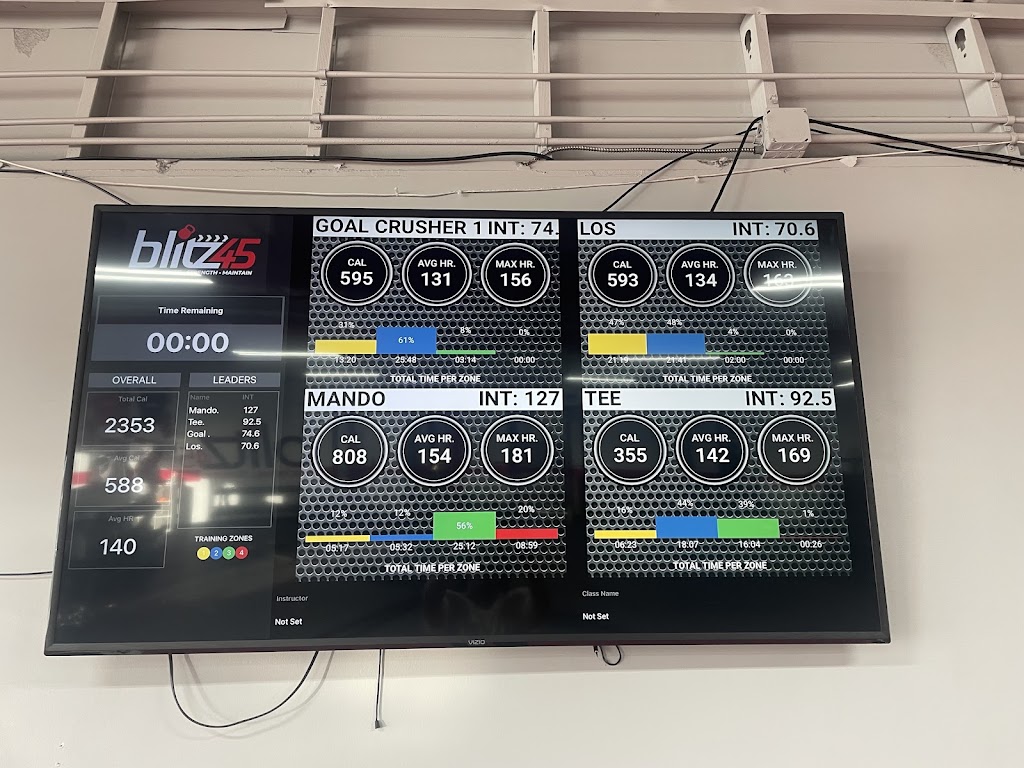 blitz45
STRENGTH • MAINTAIN
Time Remaining
00:00
OVERALL
Total Cal
2353
Avg Cal
588
Avg HR
140
LEADERS
Name INT
Mando. 127
Tee. 92.5
Goal . 74.6
Los. 70.6
TRAINING ZONES
1 2 3 4
GOAL CRUSHER 1 INT: 74.
CAL AVG HR. MAX HR.
595 131 156
31% 61% 8% 0%
13:20 25:48 03:14 00:00
TOTAL TIME PER ZONE
LOS INT: 70.6
CAL AVG HR. MAX HR.
593 134 163
47% 48% 4% 0%
21:19 21:41 02:00 00:00
TOTAL TIME PER ZONE
MANDO INT: 127
CAL AVG HR. MAX HR.
808 154 181
12% 12% 56% 20%
05:17 05:32 25:12 08:59
TOTAL TIME PER ZONE
TEE INT: 92.5
CAL AVG HR. MAX HR.
355 142 169
16% 44% 39% 1%
06:23 18:07 16:04 00:26
TOTAL TIME PER ZONE
Instructor
Not Set
Class Name
Not Set
VIZIO